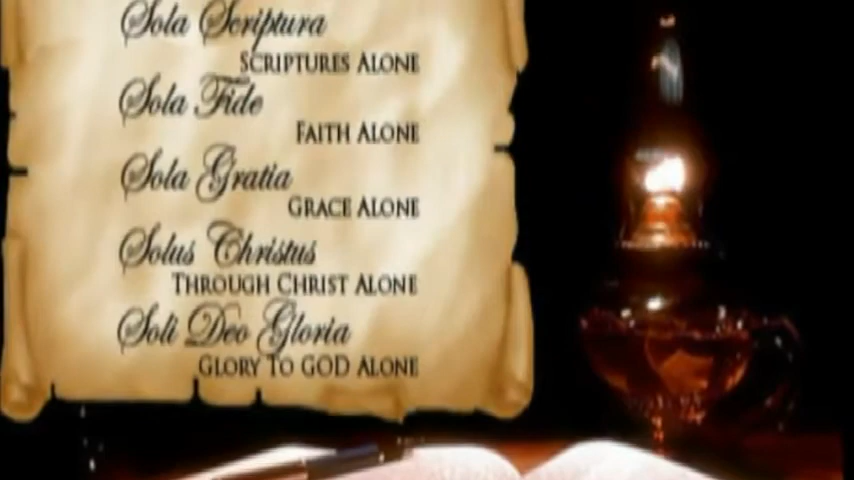 Sola Scriptura
SCRIPTURES ALONE
Sola Fide
FAITH ALONE
Sola Gratia
GRACE ALONE
Solus Christus
THROUGH CHRIST ALONE
Soli Deo Gloria
GLORY TO GOD ALONE